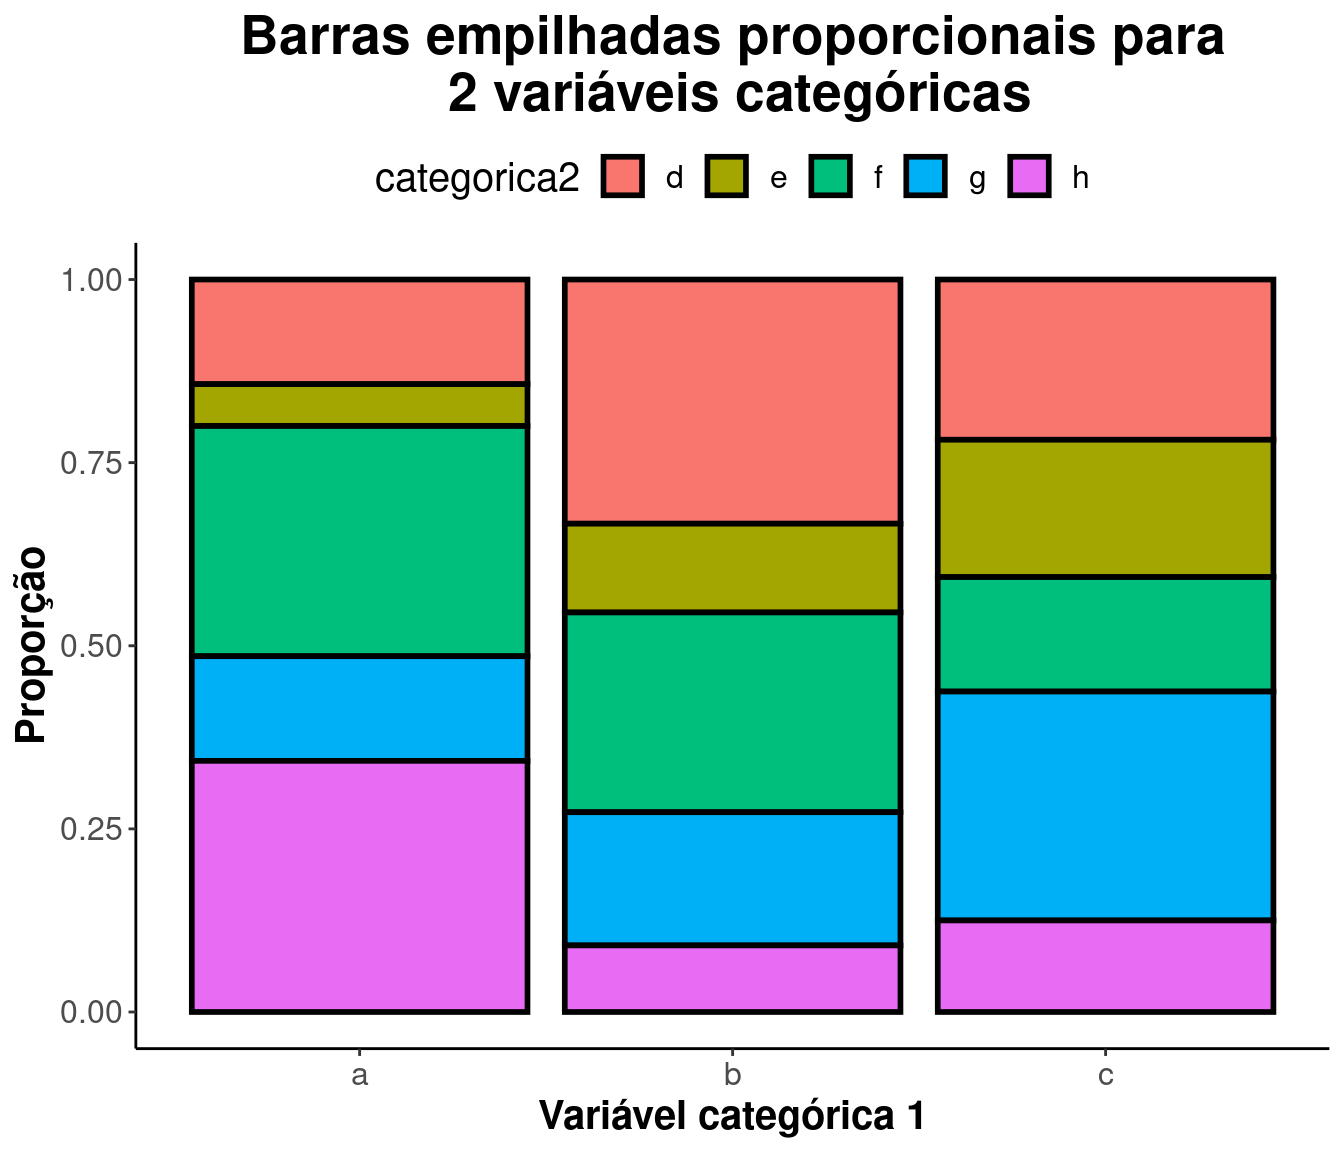 Barras empilhadas proporcionais para
2 variáveis categóricas
categorica2 d e f g h
Proporção
1.00
0.75
0.50
0.25
0.00
a b c
Variável categórica 1